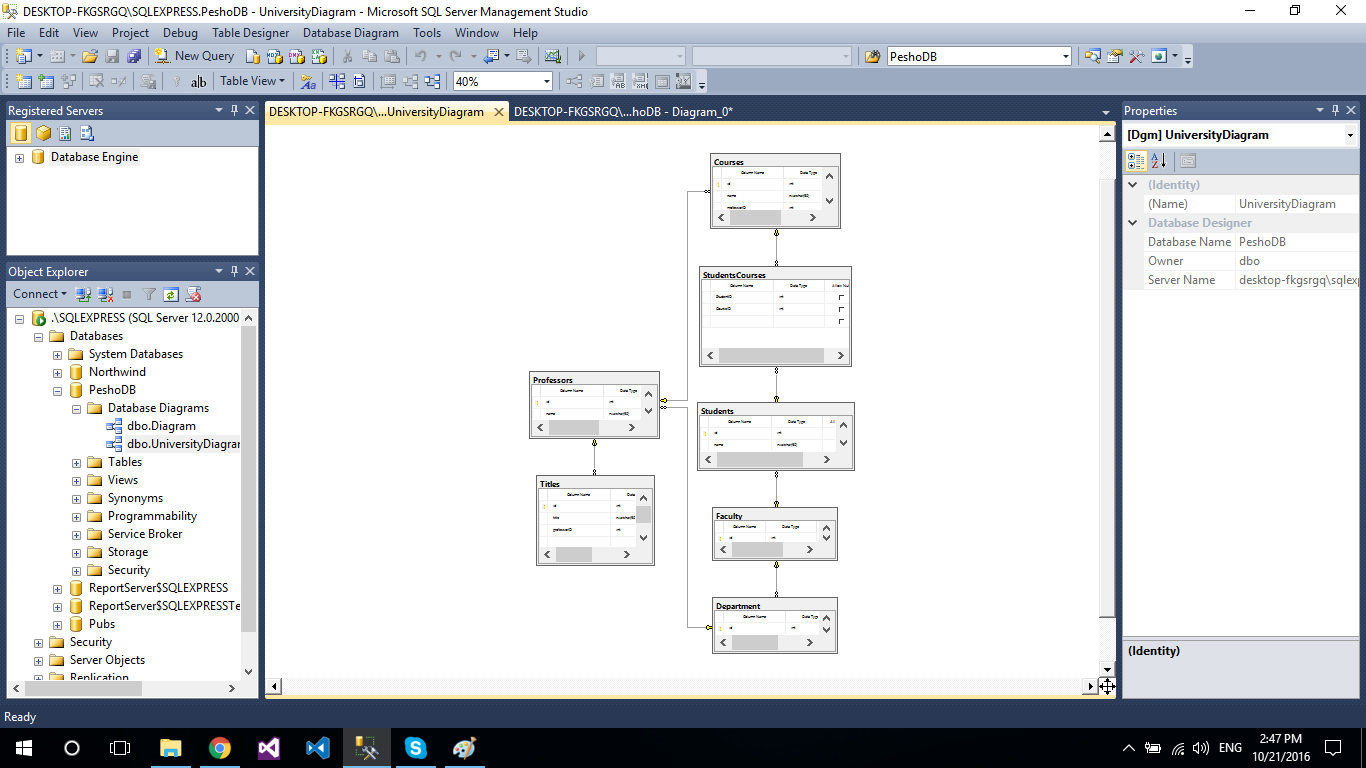 DESKTOP-FKGSRGQ\SQLEXPRESS.PeshoDB - UniversityDiagram - Microsoft SQL Server Management Studio
File Edit View Project Debug Table Designer Database Diagram Tools Window Help
New Query PeshoDB
ab| Table View 40%
Registered Servers
Database Engine
Object Explorer
Connect
.\SQLEXPRESS (SQL Server 12.0.2000
Databases
System Databases
Northwind
PeshoDB
Database Diagrams
dbo.Diagram
dbo.UniversityDiagram
Tables
Views
Synonyms
Programmability
Service Broker
Storage
Security
ReportServer$SQLEXPRESS
ReportServer$SQLEXPRESSTe
Pubs
Security
Server Objects
Replication
DESKTOP-FKGSRGQ\...UniversityDiagram
DESKTOP-FKGSRGQ\...hoDB - Diagram_0*
Courses
Column Name Data Type
id int
name nvarchar(50)
professorID int
StudentsCourses
Column Name Data Type Allow Nul
StudentID int
CourseID int
Professors
Column Name Data Type
id int
name nvarchar(50)
Students
Column Name Data Type All
id int
name nvarchar(50)
Titles
Column Name Data
id int
title nvarchar(50
professorID int
Faculty
Column Name Data Type
id int
Department
Column Name Data Typ
id int
Properties
[Dgm] UniversityDiagram
(Identity)
(Name) UniversityDiagram
Database Designer
Database Name PeshoDB
Owner dbo
Server Name desktop-fkgsrgq\sqlexp
(Identity)
Ready
ENG
2:47 PM
10/21/2016